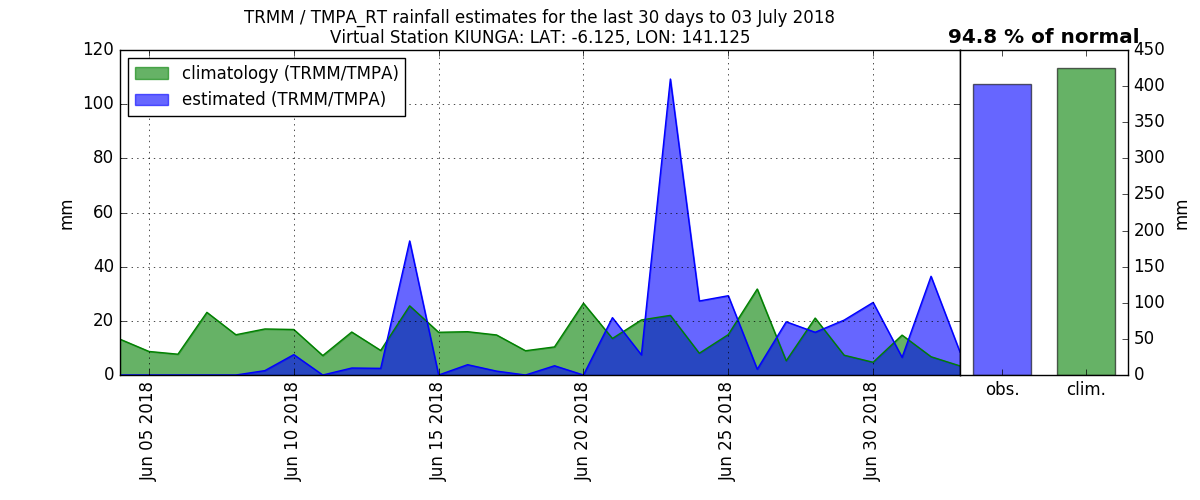 TRMM / TMPA_RT rainfall estimates for the last 30 days to 03 July 2018
Virtual Station KIUNGA: LAT: -6.125, LON: 141.125
94.8 % of normal
climatology (TRMM/TMPA)
estimated (TRMM/TMPA)
120
100
80
60
40
20
0
mm
Jun 05 2018
Jun 10 2018
Jun 15 2018
Jun 20 2018
Jun 25 2018
Jun 30 2018
450
400
350
300
250
200
150
100
50
0
mm
obs.
clim.